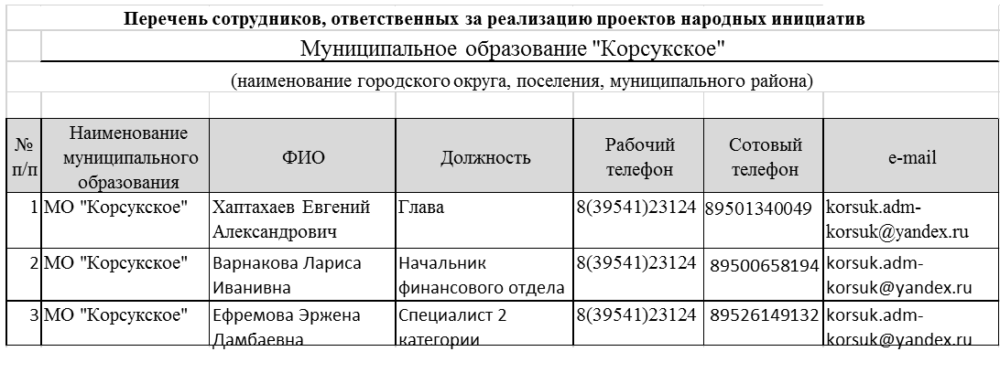 Перечень сотрудников, ответственных за реализацию проектов народных инициатив
Муниципальное образование "Корсукское"
(наименование городского округа, поселения, муниципального района)
№ п/п
Наименование
муниципального
образования
ФИО
Должность
Рабочий
телефон
Сотовый
телефон
e-mail
1 МО "Корсукское" Хаптахаев Евгений Глава 8(39541)23124 89501340049 korsuk.adm-
Александрович korsuk@yandex.ru
2 МО "Корсукское" Варнакова Лариса Начальник 8(39541)23124 89500658194 korsuk.adm-
Иванивна финансового отдела korsuk@yandex.ru
3 МО "Корсукское" Ефремова Эржена Специалист 2 8(39541)23124 89526149132 korsuk.adm-
Дамбаевна категории korsuk@yandex.ru